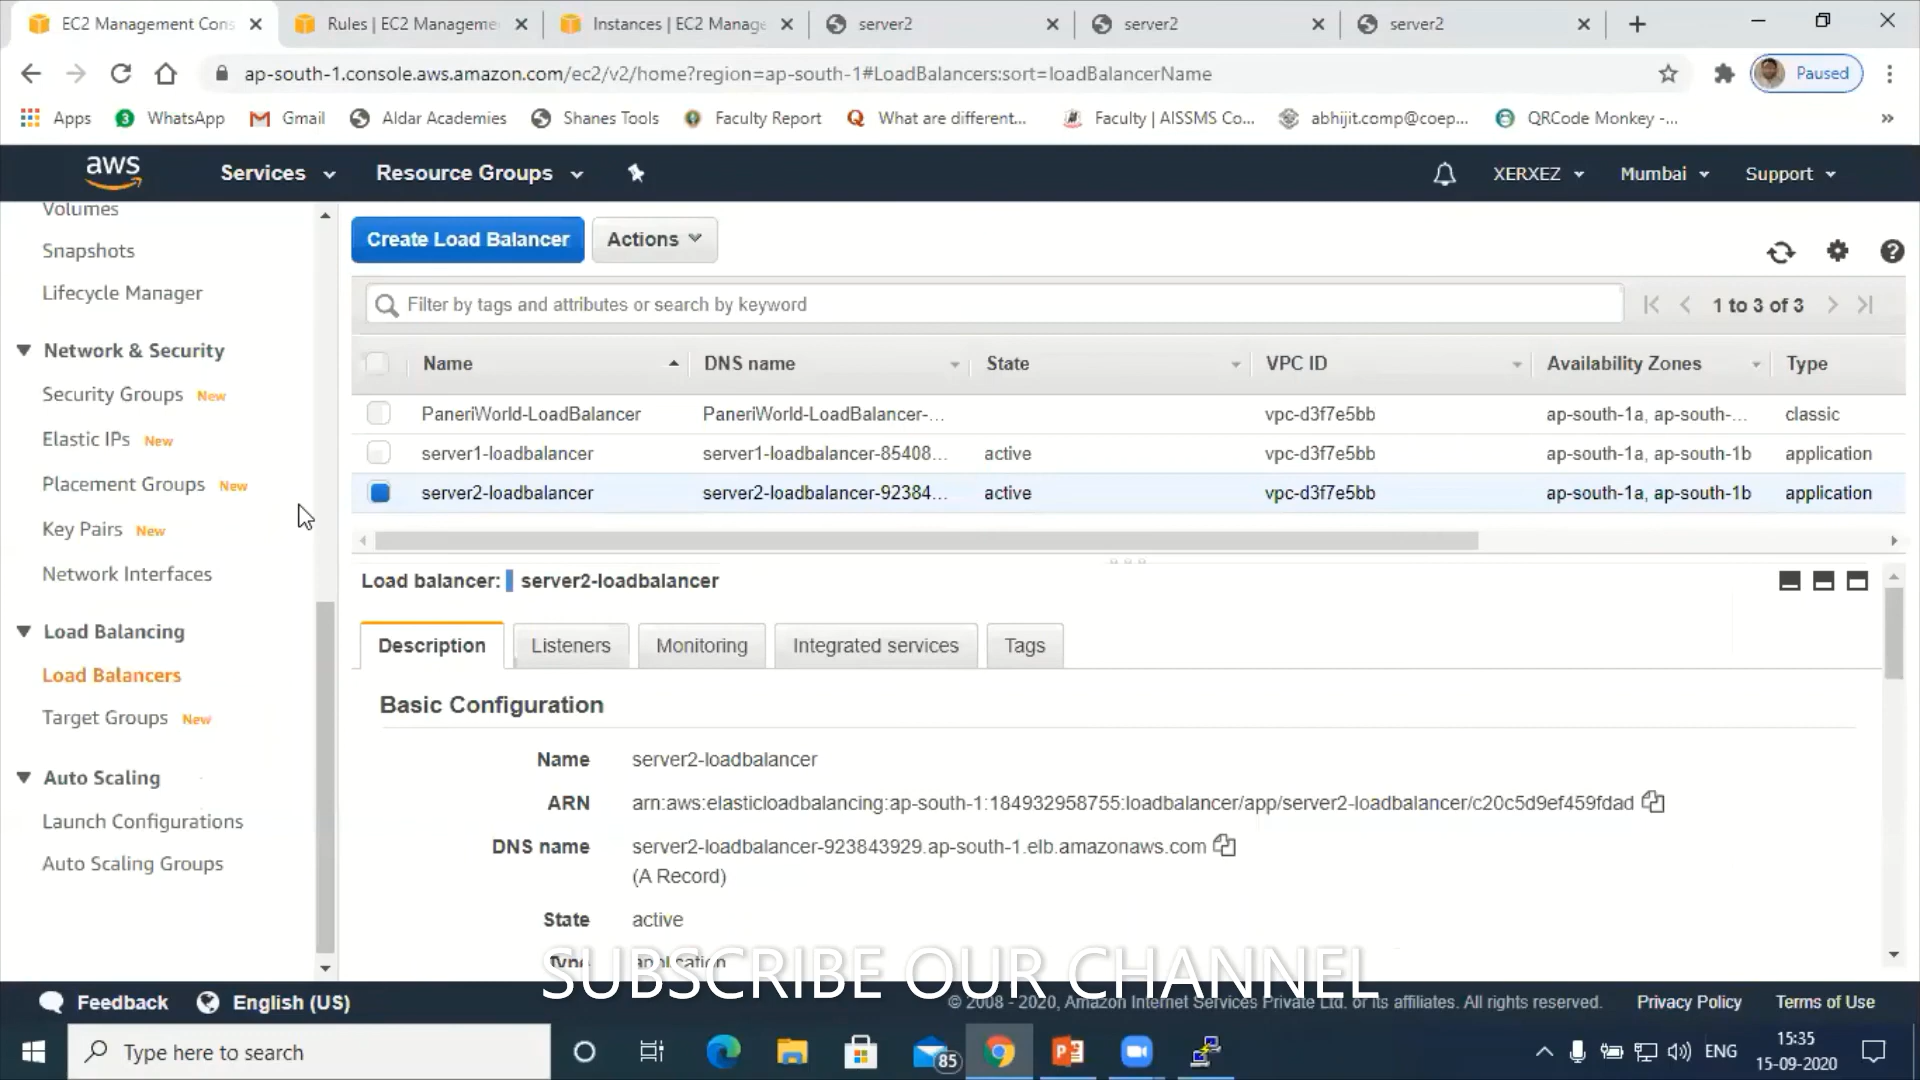 EC2 Management Cons
Rules | EC2 Manageme
Instances | EC2 Manage
server2
server2
server2
ap-south-1.console.aws.amazon.com/ec2/v2/home?region=ap-south-1#LoadBalancers:sort=loadBalancerName
Paused
Apps
3
WhatsApp
Gmail
Aldar Academies
Shanes Tools
Faculty Report
What are different...
Faculty | AISSMS Co...
abhijit.comp@coep...
QRCode Monkey -...
aws
Services
Resource Groups
XERXEZ
Mumbai
Support
Volumes
Snapshots
Lifecycle Manager
Network & Security
Security Groups New
Elastic IPs New
Placement Groups New
Key Pairs New
Network Interfaces
Load Balancing
Load Balancers
Target Groups New
Auto Scaling
Launch Configurations
Auto Scaling Groups
Create Load Balancer
Actions
Filter by tags and attributes or search by keyword
1 to 3 of 3
Name DNS name State VPC ID Availability Zones Type
PaneriWorld-LoadBalancer PaneriWorld-LoadBalancer-... vpc-d3f7e5bb ap-south-1a, ap-south-... classic
server1-loadbalancer server1-loadbalancer-85408... active vpc-d3f7e5bb ap-south-1a, ap-south-1b application
server2-loadbalancer server2-loadbalancer-92384... active vpc-d3f7e5bb ap-south-1a, ap-south-1b application
Load balancer: server2-loadbalancer
Description
Listeners
Monitoring
Integrated services
Tags
Basic Configuration
Name server2-loadbalancer
ARN arn:aws:elasticloadbalancing:ap-south-1:184932958755:loadbalancer/app/server2-loadbalancer/c20c5d9ef459fdad
DNS name server2-loadbalancer-923843929.ap-south-1.elb.amazonaws.com
(A Record)
State active
Type application
SUBSCRIBE OUR CHANNEL
Feedback
English (US)
© 2008 - 2020, Amazon Internet Services Private Ltd. or its affiliates. All rights reserved.
Privacy Policy
Terms of Use
Type here to search
85
ENG
15:35
15-09-2020